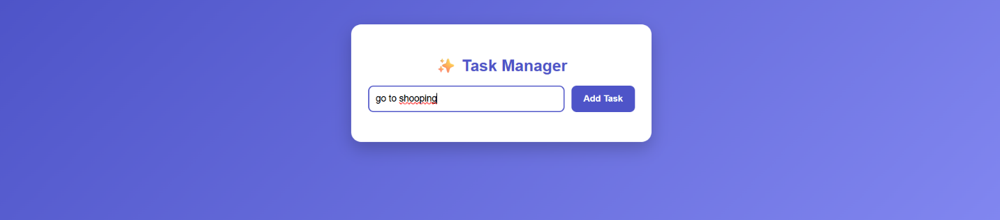 ✨ Task Manager
go to shooping
Add Task